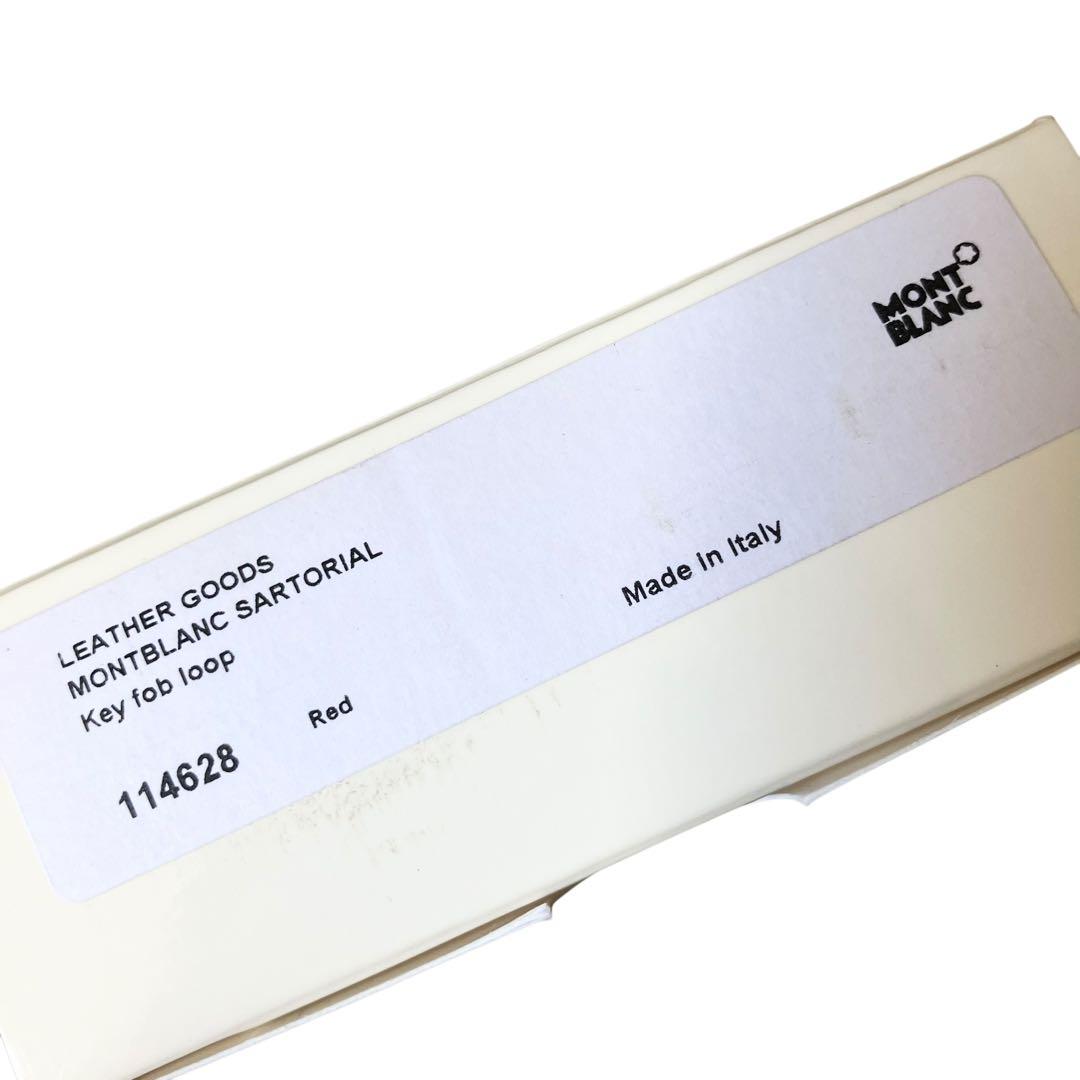 MONT
BLANC
LEATHER GOODS
MONTBLANC SARTORIAL
Key fob loop
114628
Red
Made in Italy